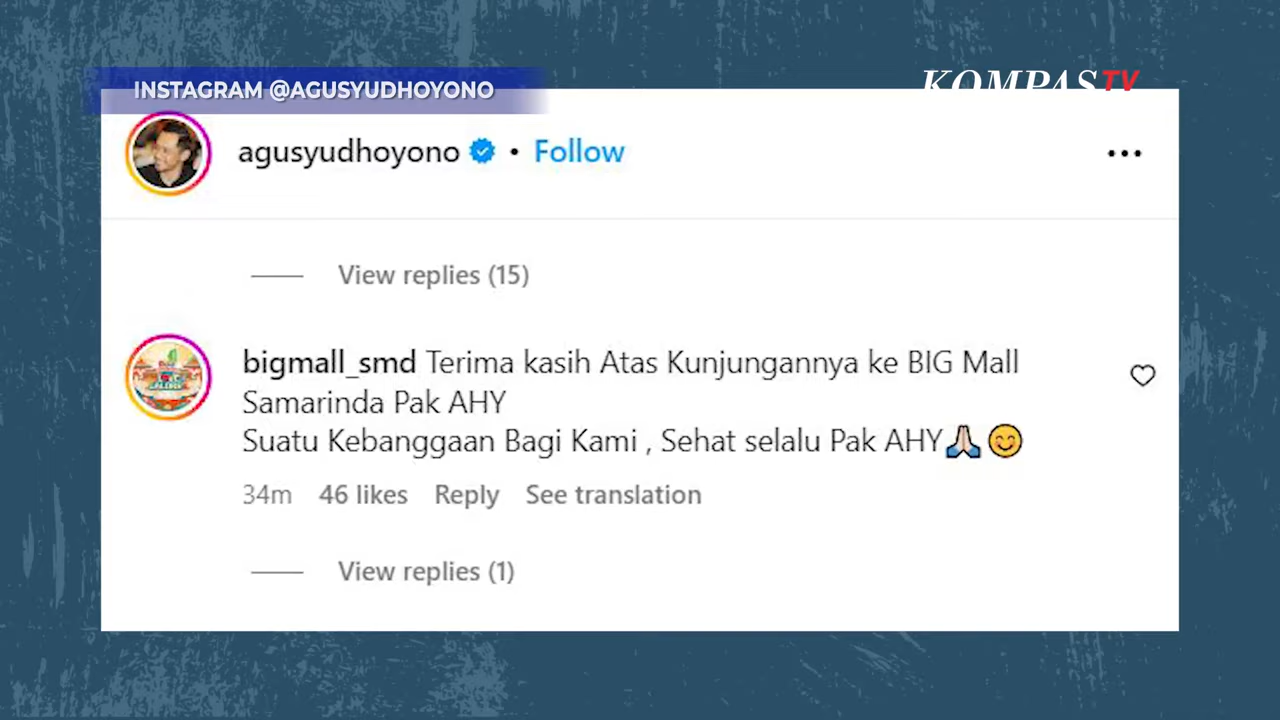 INSTAGRAM @AGUSYUDHOYONO
KOMPASTV
agusyudhoyono • Follow
View replies (15)
bigmall_smd Terima kasih Atas Kunjungannya ke BIG Mall
Samarinda Pak AHY
Suatu Kebanggaan Bagi Kami , Sehat selalu Pak AHY🙏🏻😊
34m 46 likes Reply See translation
View replies (1)